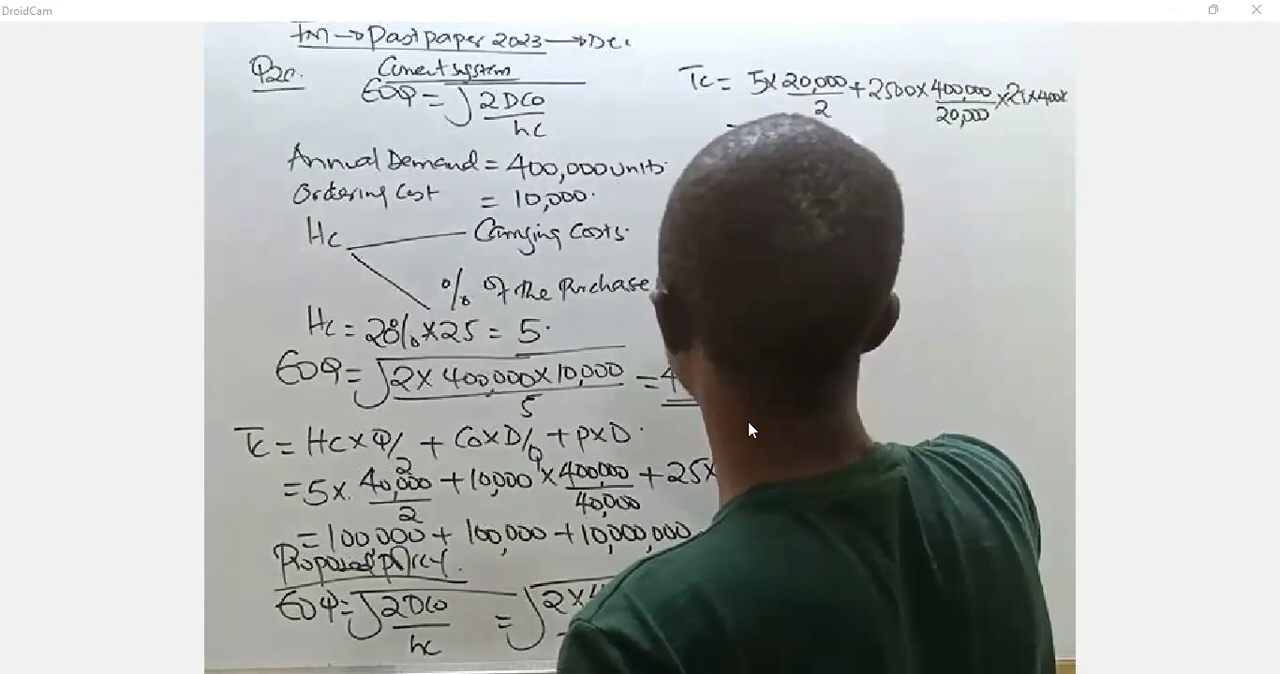 DroidCam
fm → Past paper 2023 → Dec
Q2c.
Current system
EOQ = √2DCo
hc
Annual Demand = 400,000 units.
Ordering Cost = 10,000.
Hc Carrying Costs.
% of the Purchase
Hc = 20% × 25 = 5.
EOQ = √2 × 400,000 × 10,000 = 4
5
Tc = Hc × Q/2 + Co × D/Q + P × D.
= 5 × 40,000 + 10,000 × 400,000 + 25 ×
2 40,000
= 100,000 + 100,000 + 10,000,000
Proposed policy.
EOQ = √2DCo = √2 × 4
hc
Tc = 5 × 20,000 + 2500 × 400,000 × 25 × 400
2 20,000
=